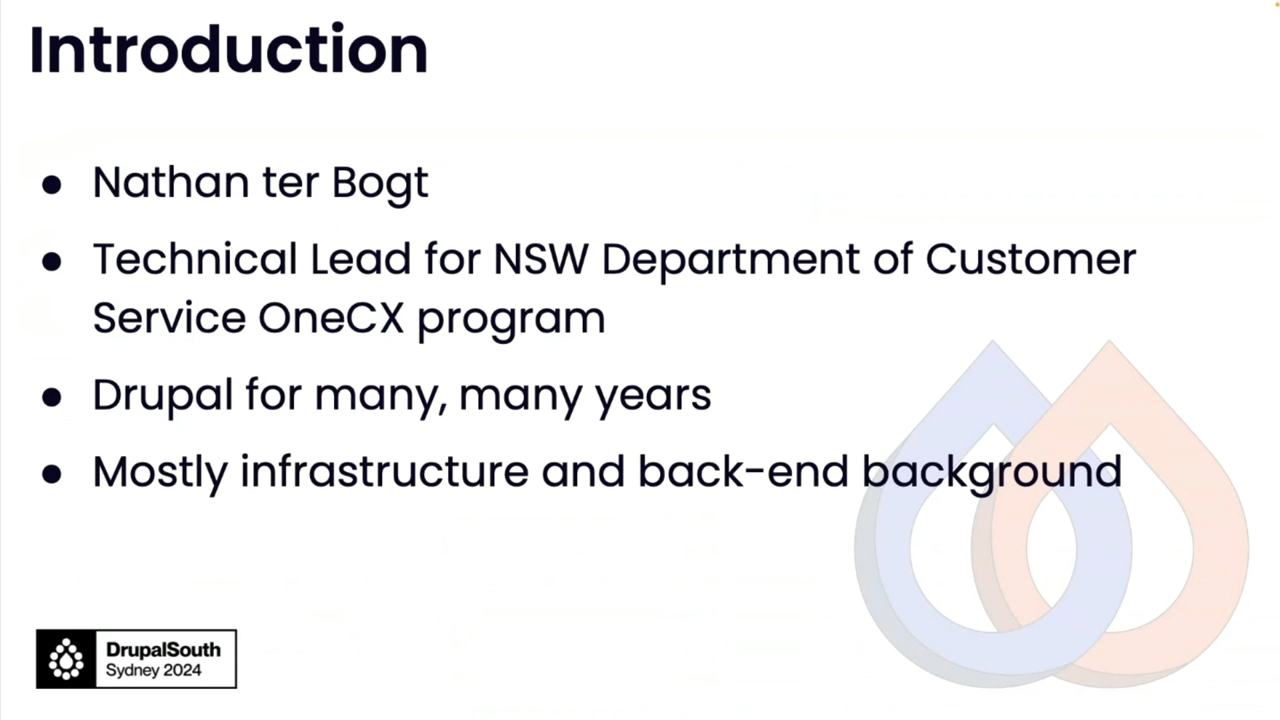 Introduction
● Nathan ter Bogt
● Technical Lead for NSW Department of Customer
Service OneCX program
● Drupal for many, many years
● Mostly infrastructure and back-end background
DrupalSouth
Sydney 2024